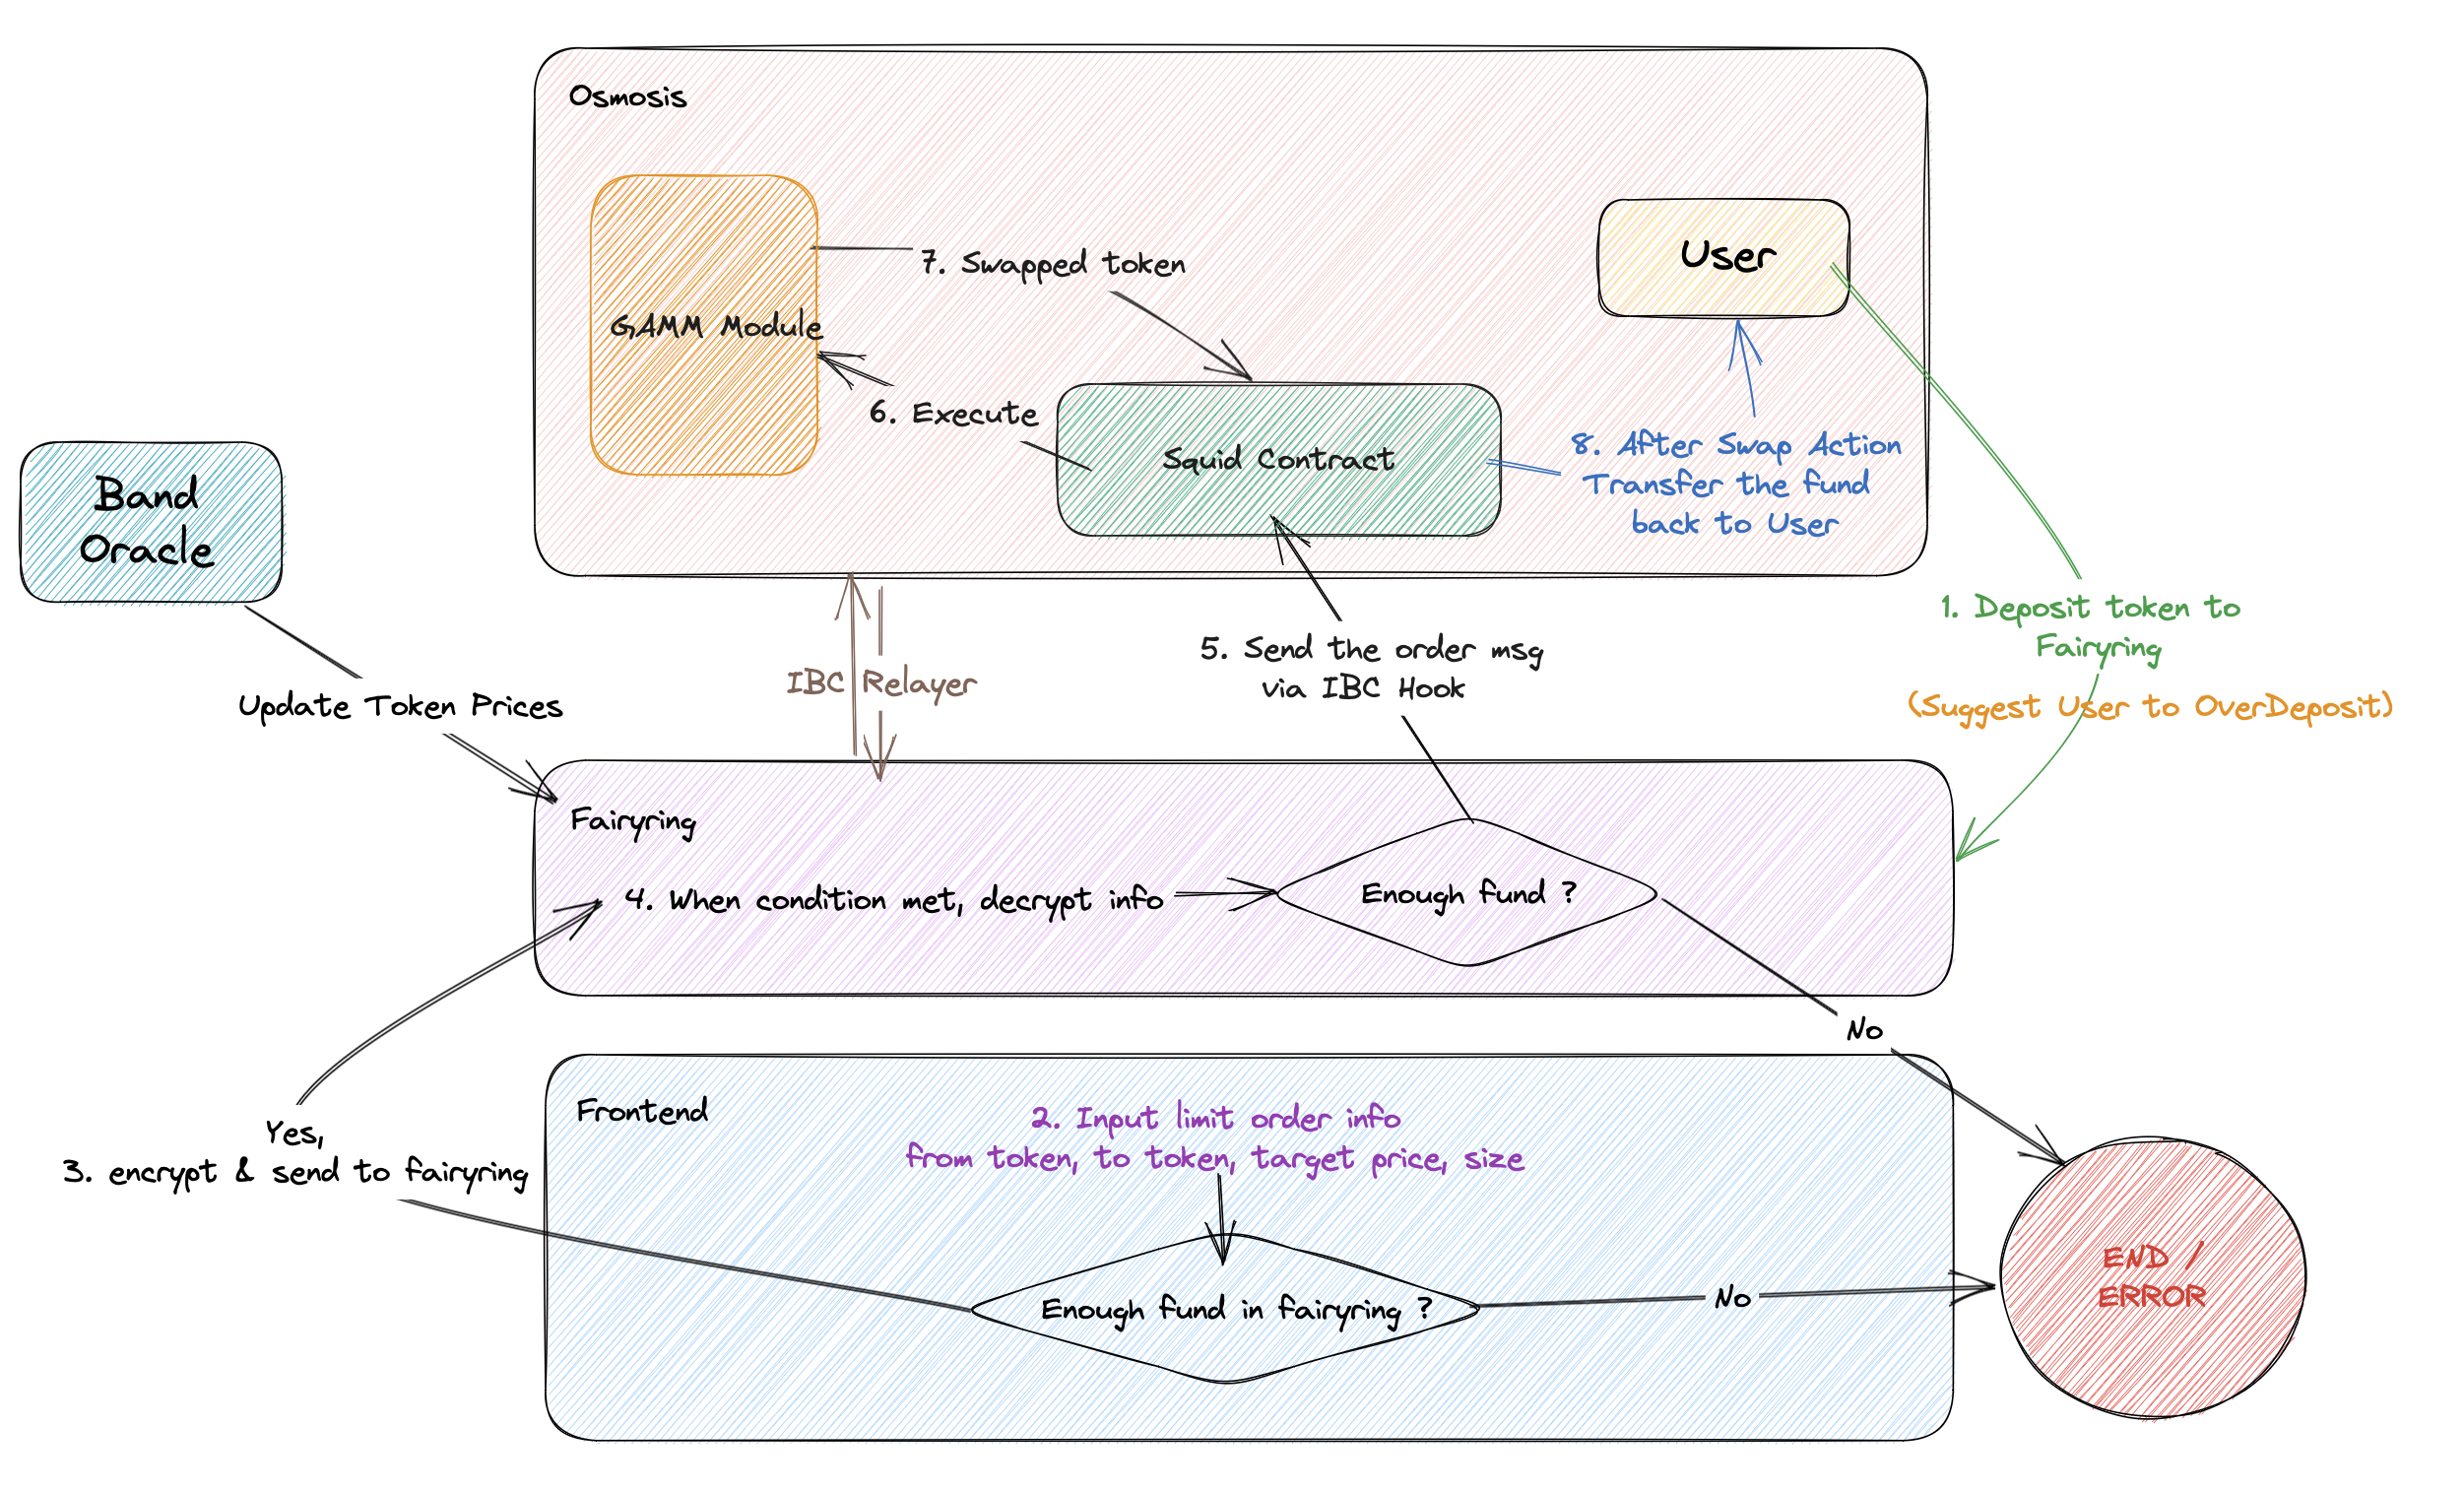 Osmosis
GAMM Module
7. Swapped token
User
6. Execute
Squid Contract
8. After Swap Action
Transfer the fund
back to User
Band
Oracle
Update Token Prices
IBC Relayer
5. Send the order msg
via IBC Hook
1. Deposit token to
Fairyring
(Suggest User to OverDeposit)
Fairyring
4. When condition met, decrypt info
Enough fund ?
No
Frontend
2. Input limit order info
from token, to token, target price, size
Yes,
3. encrypt & send to fairyring
Enough fund in fairyring ?
No
END /
ERROR